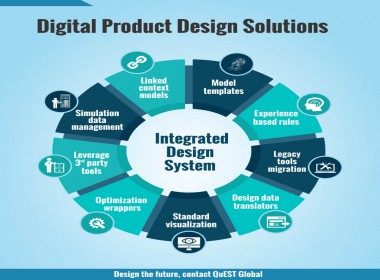 Digital Product Design Solutions
Linked
context
models
Model
templates
Experience
based rules
Legacy
tools
migration
Design data
translators
Standard
visualization
Optimization
wrappers
Leverage
3rd party
tools
Simulation
data
management
Integrated
Design
System
Design the future, contact QuEST Global